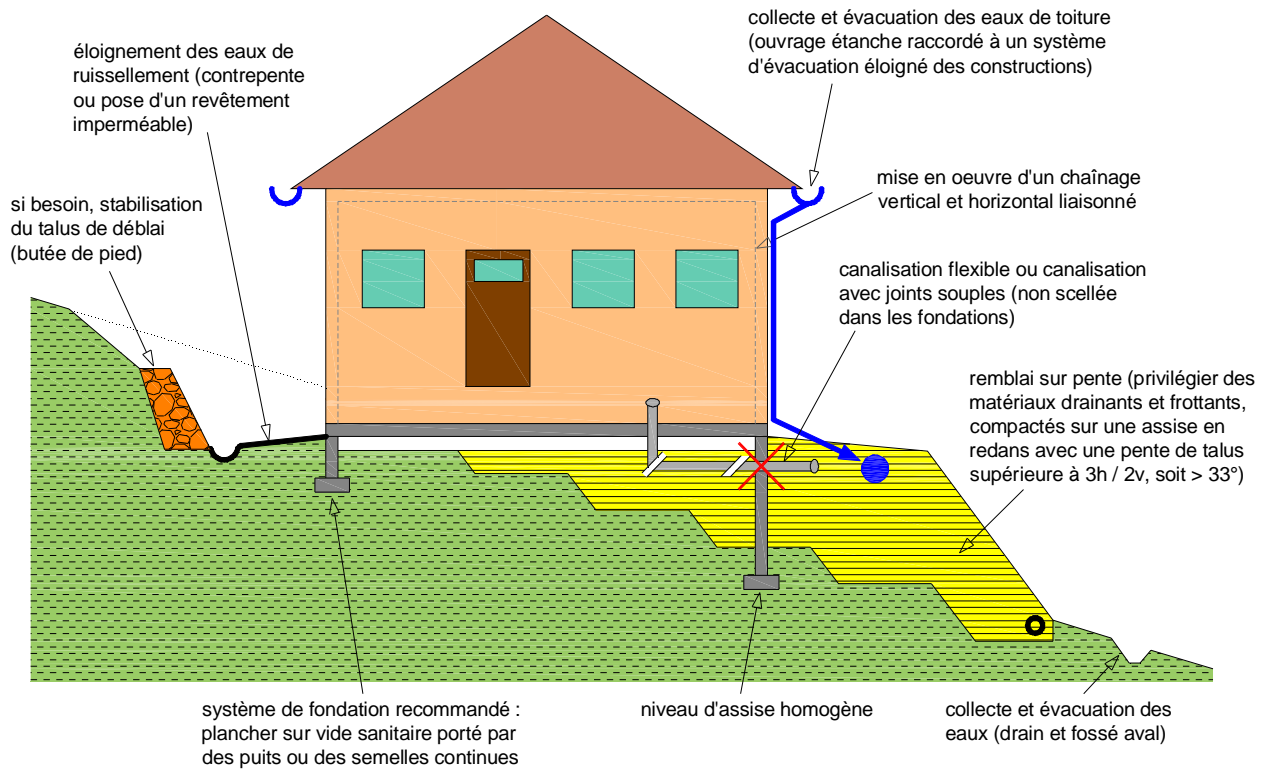 collecte et évacuation des eaux de toiture
(ouvrage étanche raccordé à un système
d'évacuation éloigné des constructions)
éloignement des eaux de
ruissellement (contrepente
ou pose d'un revêtement
imperméable)
mise en oeuvre d'un chaînage
vertical et horizontal liaisonné
si besoin, stabilisation
du talus de déblai
(butée de pied)
canalisation flexible ou canalisation
avec joints souples (non scellée
dans les fondations)
remblai sur pente (privilégier des
matériaux drainants et frottants,
compactés sur une assise en
redans avec une pente de talus
supérieure à 3h / 2v, soit > 33°)
système de fondation recommandé :
plancher sur vide sanitaire porté par
des puits ou des semelles continues
niveau d'assise homogène
collecte et évacuation des
eaux (drain et fossé aval)